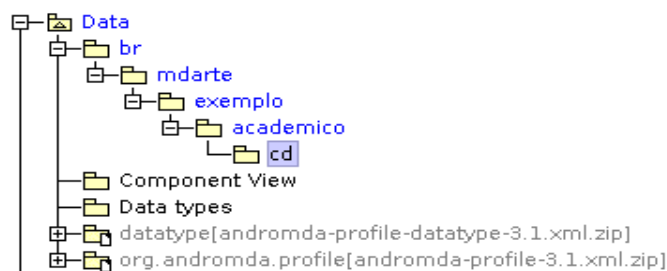 Data
br
mdarte
exemplo
academico
cd
Component View
Data types
datatype[andromda-profile-datatype-3.1.xml.zip]
org.andromda.profile[andromda-profile-3.1.xml.zip]